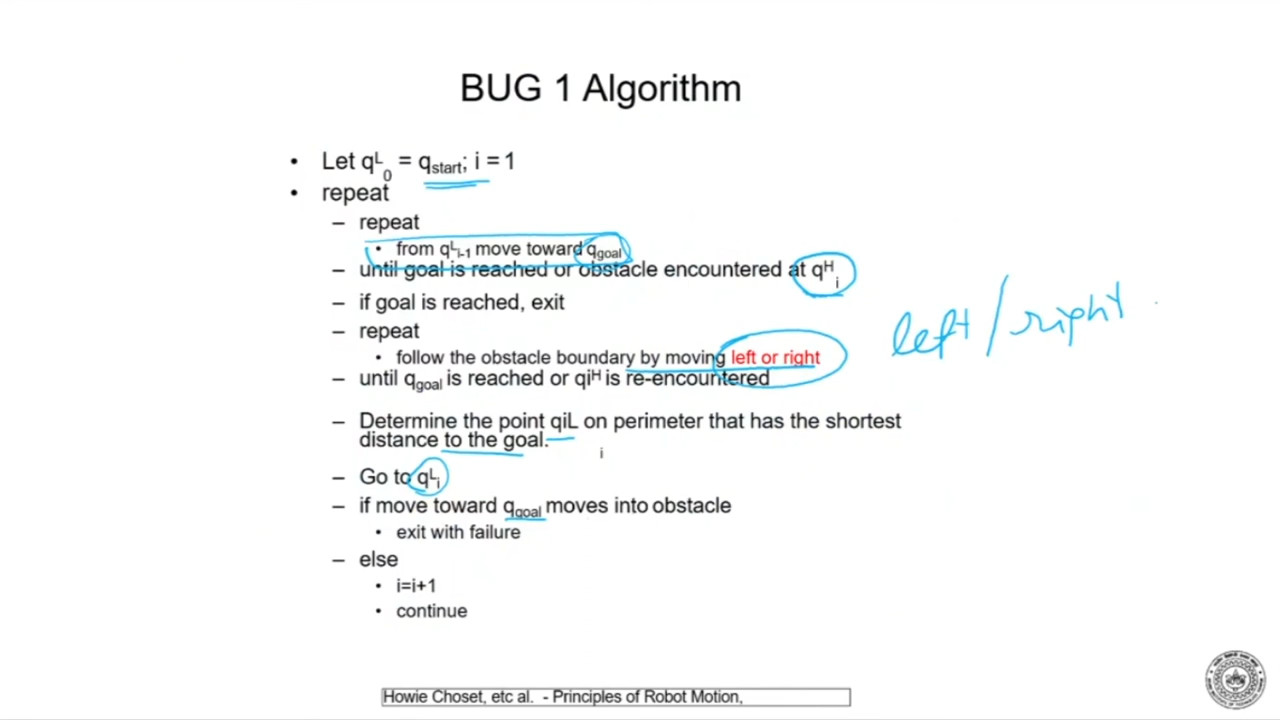 BUG 1 Algorithm
• Let qᴸ₀ = qstart; i = 1
• repeat
– repeat
• from qᴸi-1 move toward qgoal
– until goal is reached or obstacle encountered at qᴴi
– if goal is reached, exit
– repeat
• follow the obstacle boundary by moving left or right
left / right
– until qgoal is reached or qiᴴ is re-encountered
– Determine the point qiL on perimeter that has the shortest
distance to the goal.
i
– Go to qᴸi
– if move toward qgoal moves into obstacle
• exit with failure
– else
• i=i+1
• continue
Howie Choset, etc al. - Principles of Robot Motion,